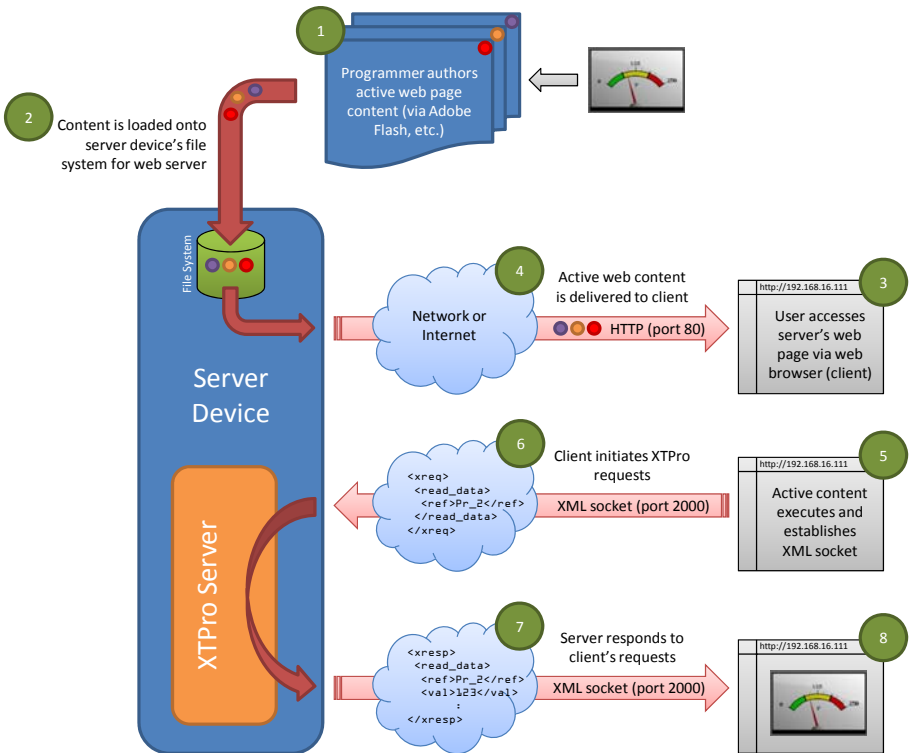 1
Programmer authors
active web page
content (via Adobe
Flash, etc.)
2
Content is loaded onto
server device's file
system for web server
File System
Server
Device
XTPro Server
4
Network or
Internet
Active web content
is delivered to client
HTTP (port 80)
3
http://192.168.16.111
User accesses
server's web
page via web
browser (client)
6
<xreq>
<read_data>
<ref>Pr_2</ref>
</read_data>
</xreq>
Client initiates XTPro
requests
XML socket (port 2000)
5
http://192.168.16.111
Active content
executes and
establishes
XML socket
7
<xresp>
<read_data>
<ref>Pr_2</ref>
<val>123</val>
:
</xresp>
Server responds to
client's requests
XML socket (port 2000)
8
http://192.168.16.111